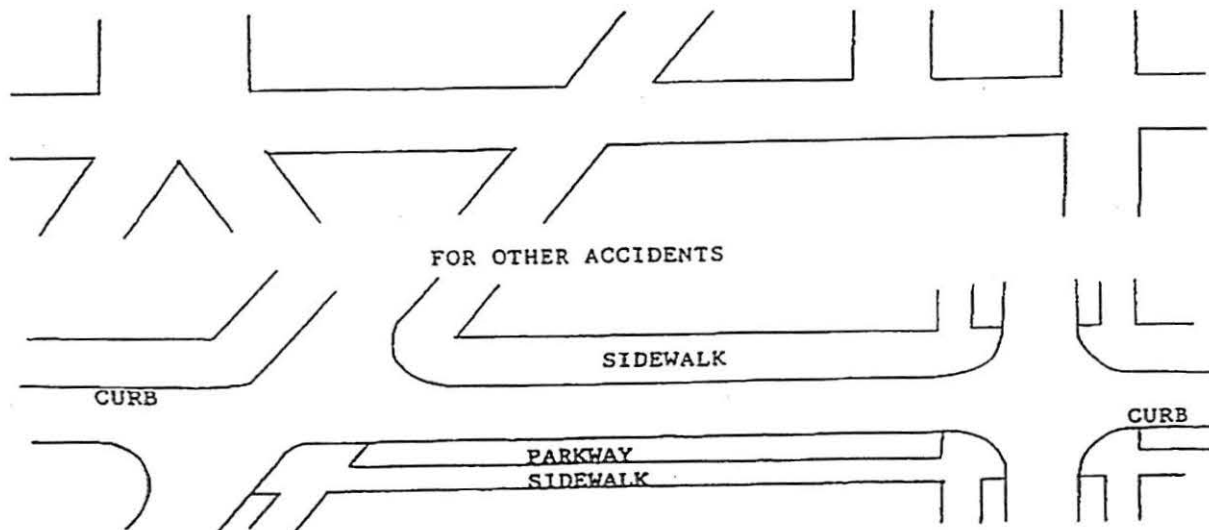 FOR OTHER ACCIDENTS
SIDEWALK
CURB
CURB
PARKWAY
SIDEWALK